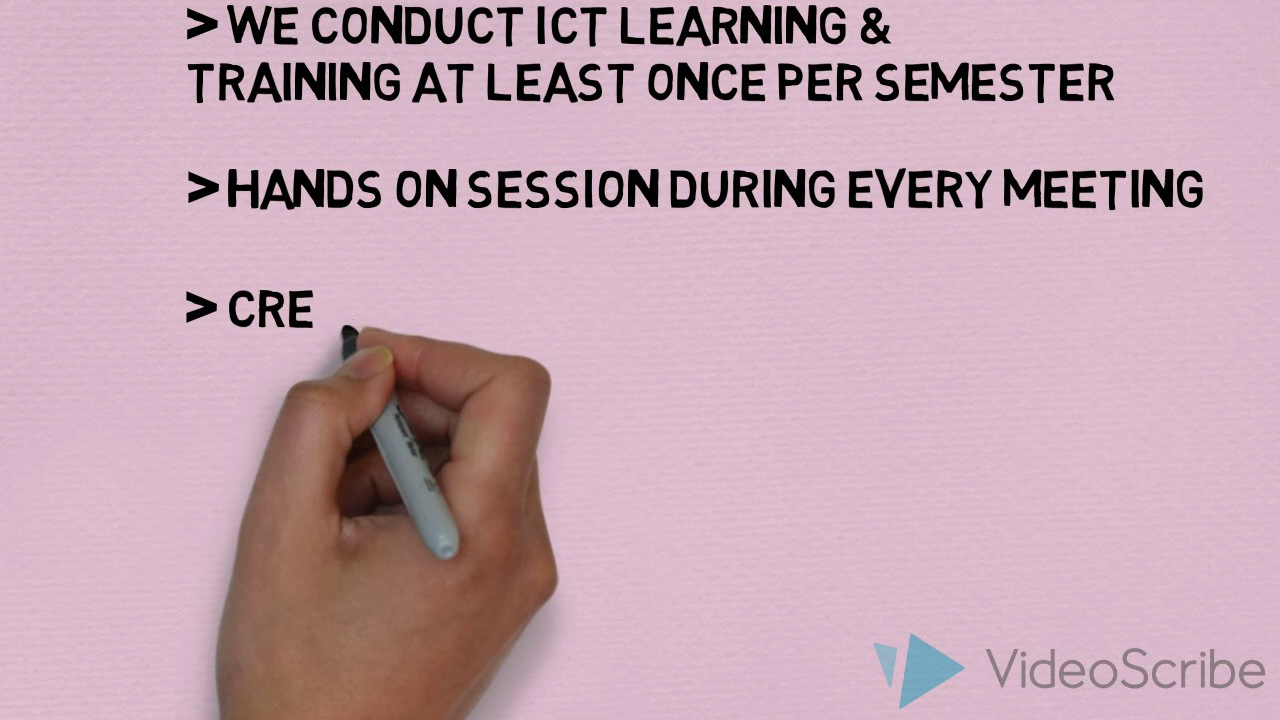 > WE CONDUCT ICT LEARNING &
TRAINING AT LEAST ONCE PER SEMESTER
> HANDS ON SESSION DURING EVERY MEETING
> CRE
VideoScribe